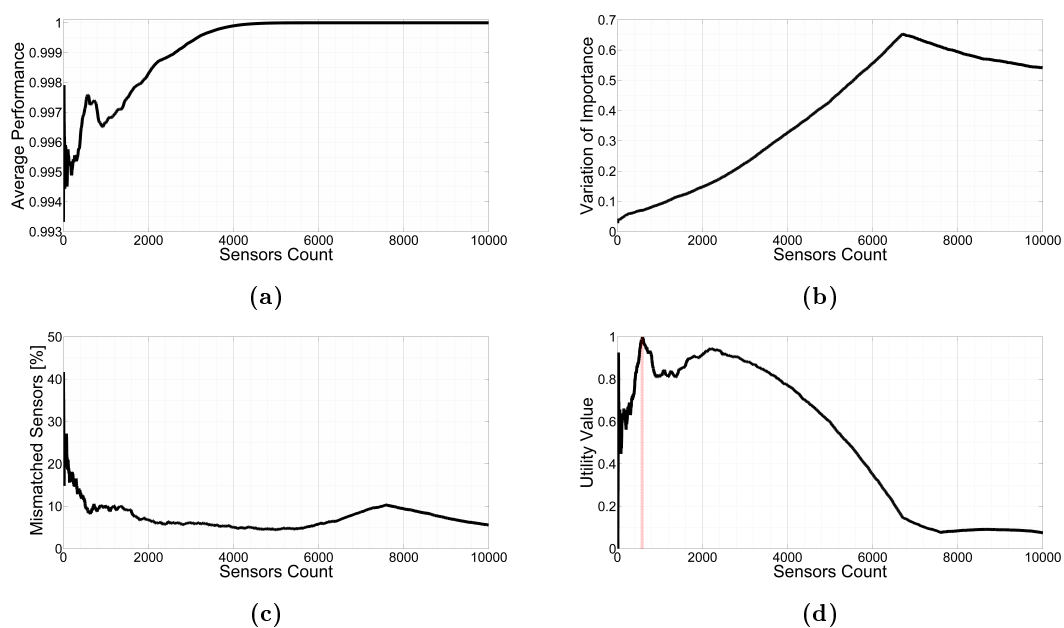 Average Performance
1
0.999
0.998
0.997
0.996
0.995
0.994
0.993
0 2000 4000 6000 8000 10000
Sensors Count
(a)
Variation of Importance
0.7
0.6
0.5
0.4
0.3
0.2
0.1
0
0 2000 4000 6000 8000 10000
Sensors Count
(b)
Mismatched Sensors [%]
50
40
30
20
10
0
0 2000 4000 6000 8000 10000
Sensors Count
(c)
Utility Value
1
0.8
0.6
0.4
0.2
0
0 2000 4000 6000 8000 10000
Sensors Count
(d)